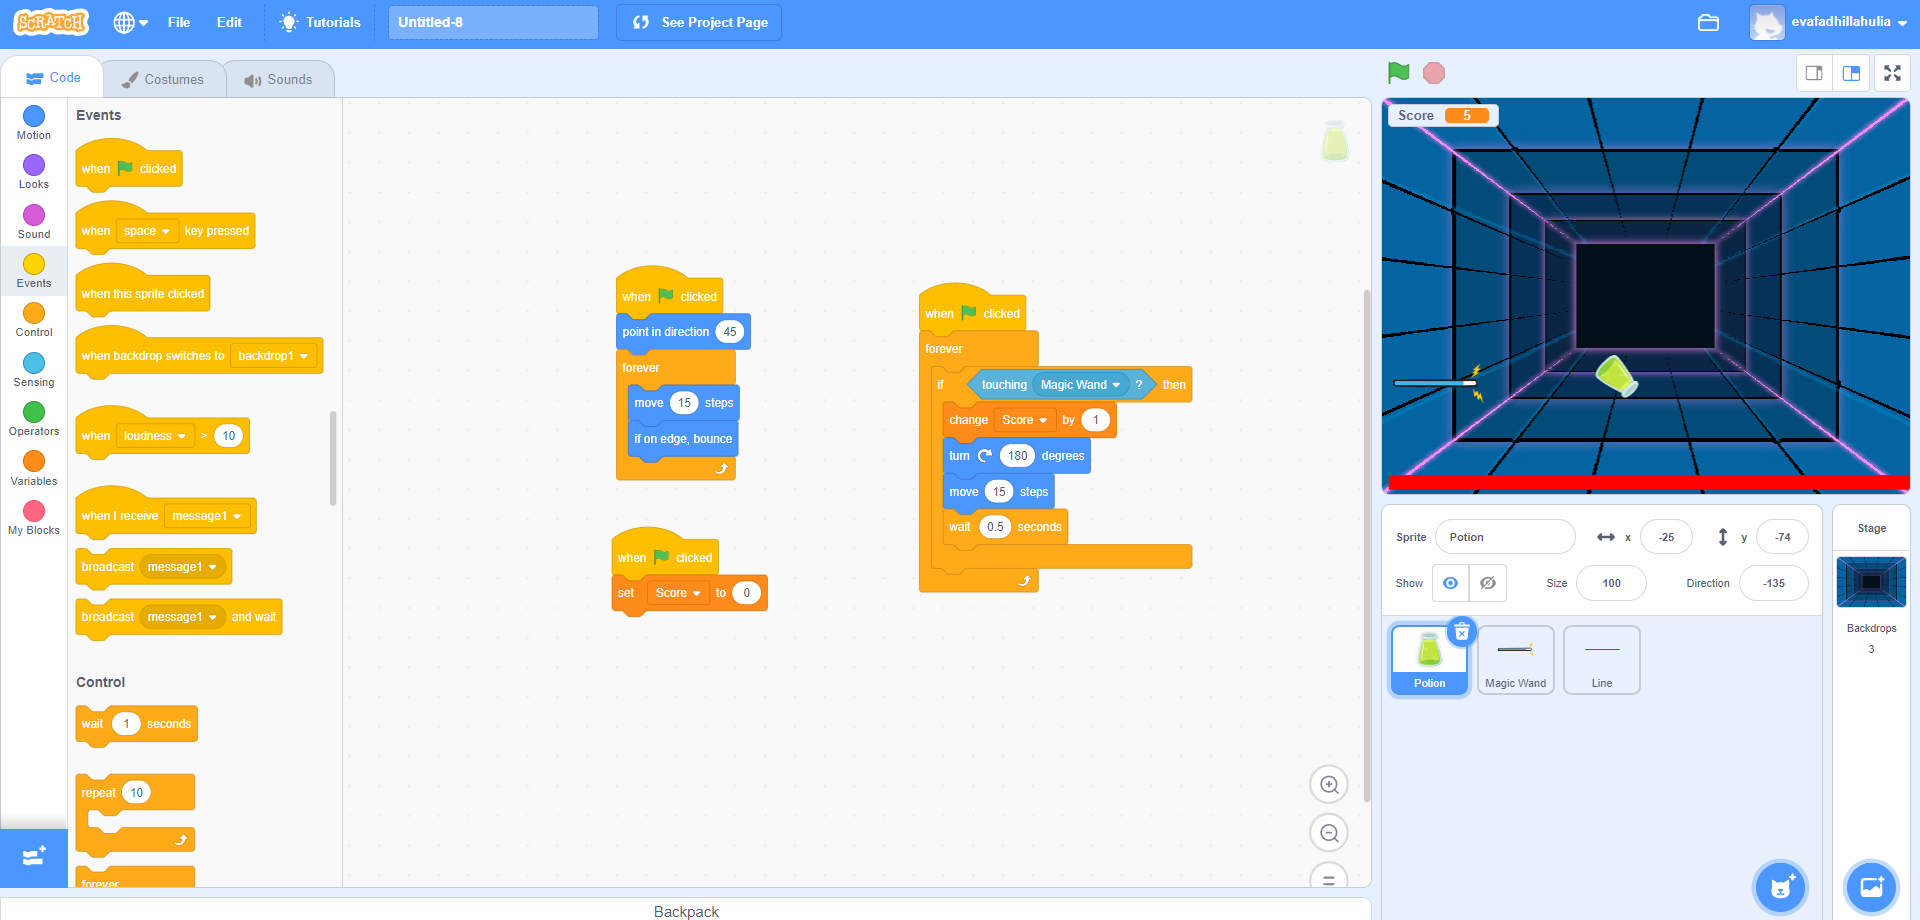 SCRATCH File Edit Tutorials Untitled-8 See Project Page evafadhillahulia
Code Costumes Sounds
Motion
Looks
Sound
Events
Control
Sensing
Operators
Variables
My Blocks
Events
when clicked
when space key pressed
when this sprite clicked
when backdrop switches to backdrop1
when loudness > 10
when I receive message1
broadcast message1
broadcast message1 and wait
Control
wait 1 seconds
repeat 10
forever
when clicked
point in direction 45
forever
move 15 steps
if on edge, bounce
when clicked
set Score to 0
when clicked
forever
if touching Magic Wand ? then
change Score by 1
turn 180 degrees
move 15 steps
wait 0.5 seconds
Backpack
Score 5
Sprite Potion x -25 y -74
Show Size 100 Direction -135
Potion
Magic Wand
Line
Stage
Backdrops
3